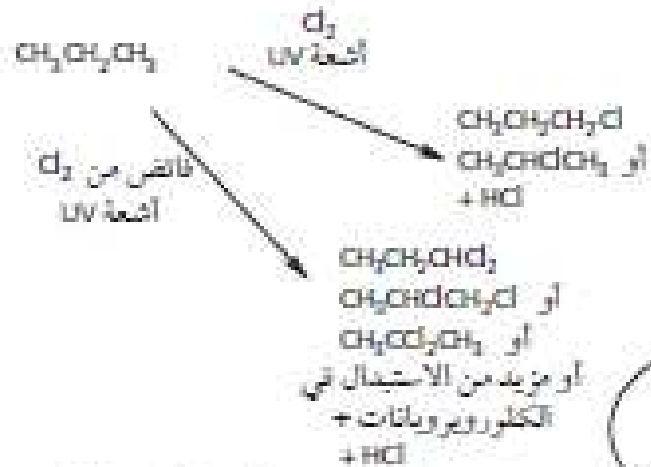 CH₃CH₂CH₃
Cl₂
أشعة UV
CH₃CH₂CH₂Cl
أو CH₃CHClCH₃
+ HCl
فائض من Cl₂
أشعة UV
CH₃CH₂CHCl₂
أو CH₃CHClCH₂Cl
أو CH₃CCl₂CH₃
أو مزيد من الاستبدال في
الكلوروبروبانات +
+ HCl